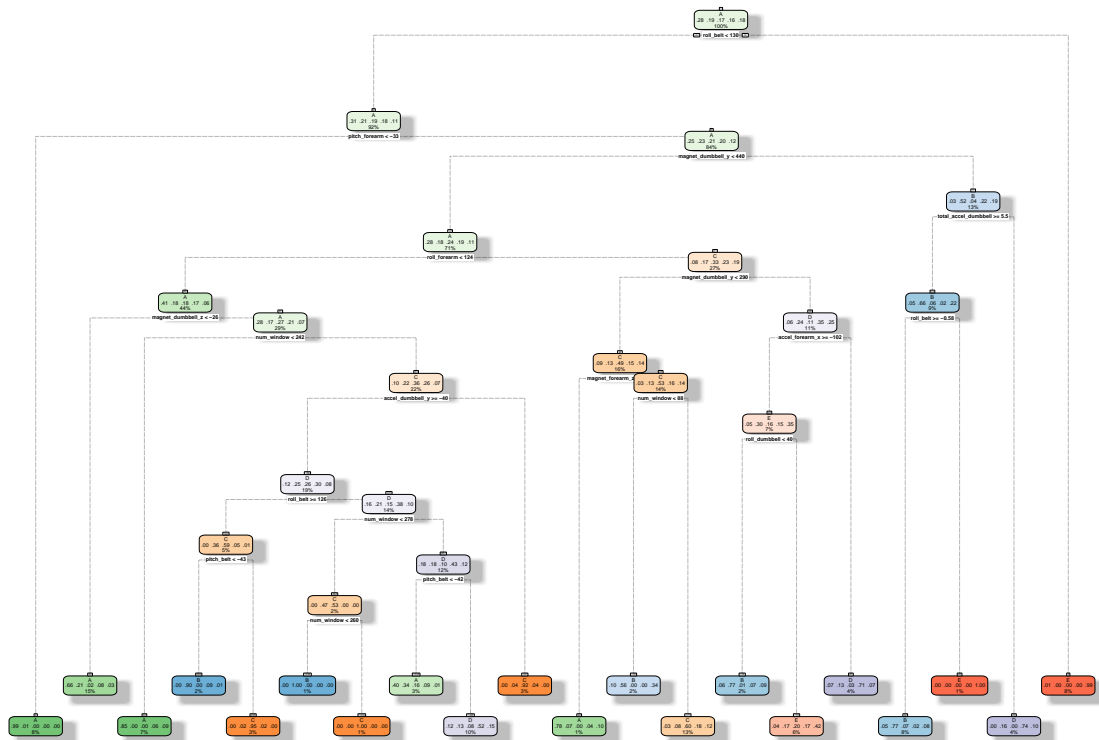 A
.28 .19 .17 .16 .18
100%
roll_belt < 130
A
.31 .21 .19 .18 .11
92%
pitch_forearm < −33
A
.25 .23 .21 .20 .12
84%
magnet_dumbbell_y < 440
B
.03 .52 .04 .22 .19
13%
total_accel_dumbbell >= 5.5
A
.28 .18 .24 .19 .11
71%
roll_forearm < 124
C
.08 .17 .33 .23 .19
27%
magnet_dumbbell_y < 290
A
.41 .18 .18 .17 .06
44%
magnet_dumbbell_z < −26
B
.05 .66 .06 .02 .22
9%
roll_belt >= −0.58
A
.28 .17 .27 .21 .07
29%
num_window < 242
D
.06 .24 .11 .35 .25
11%
accel_forearm_x >= −102
C
.09 .13 .49 .15 .14
16%
magnet_forearm_z
C
.03 .13 .53 .16 .14
14%
num_window < 88
C
.10 .22 .36 .26 .07
22%
accel_dumbbell_y >= −40
E
.05 .30 .16 .15 .35
7%
roll_dumbbell < 40
D
.12 .25 .26 .30 .08
19%
roll_belt >= 126
D
.16 .21 .15 .38 .10
14%
num_window < 278
C
.00 .36 .59 .05 .01
5%
pitch_belt < −43
D
.18 .18 .10 .43 .12
12%
pitch_belt < −42
C
.00 .47 .53 .00 .00
2%
num_window < 260
A
.66 .21 .02 .08 .03
15%
B
.00 .90 .00 .09 .01
2%
B
.00 1.00 .00 .00 .00
1%
A
.40 .34 .16 .09 .01
3%
C
.00 .04 .92 .04 .00
3%
B
.10 .56 .00 .00 .34
2%
B
.06 .77 .01 .07 .09
2%
D
.07 .13 .03 .71 .07
4%
E
.00 .00 .00 .00 1.00
1%
E
.01 .00 .00 .00 .99
8%
A
.99 .01 .00 .00 .00
8%
A
.85 .00 .00 .06 .09
7%
C
.00 .02 .95 .02 .00
3%
C
.00 .00 1.00 .00 .00
1%
D
.12 .13 .08 .52 .15
10%
A
.78 .07 .00 .04 .10
1%
C
.03 .08 .60 .18 .12
13%
E
.04 .17 .20 .17 .42
6%
B
.05 .77 .07 .02 .08
8%
D
.00 .16 .00 .74 .10
4%